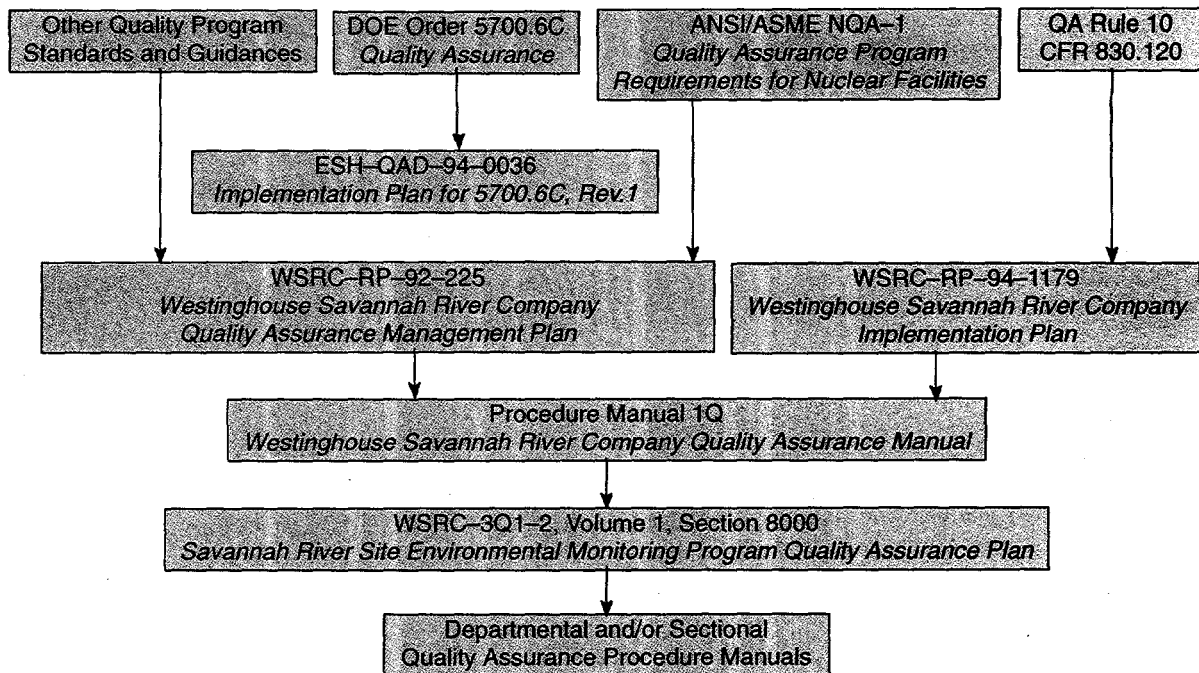 Other Quality Program
Standards and Guidances
DOE Order 5700.6C
Quality Assurance
ANSI/ASME NQA–1
Quality Assurance Program
Requirements for Nuclear Facilities
QA Rule 10
CFR 830.120
ESH–QAD–94–0036
Implementation Plan for 5700.6C, Rev.1
WSRC–RP–92–225
Westinghouse Savannah River Company
Quality Assurance Management Plan
WSRC–RP–94–1179
Westinghouse Savannah River Company
Implementation Plan
Procedure Manual 1Q
Westinghouse Savannah River Company Quality Assurance Manual
WSRC–3Q1–2, Volume 1, Section 8000
Savannah River Site Environmental Monitoring Program Quality Assurance Plan
Departmental and/or Sectional
Quality Assurance Procedure Manuals